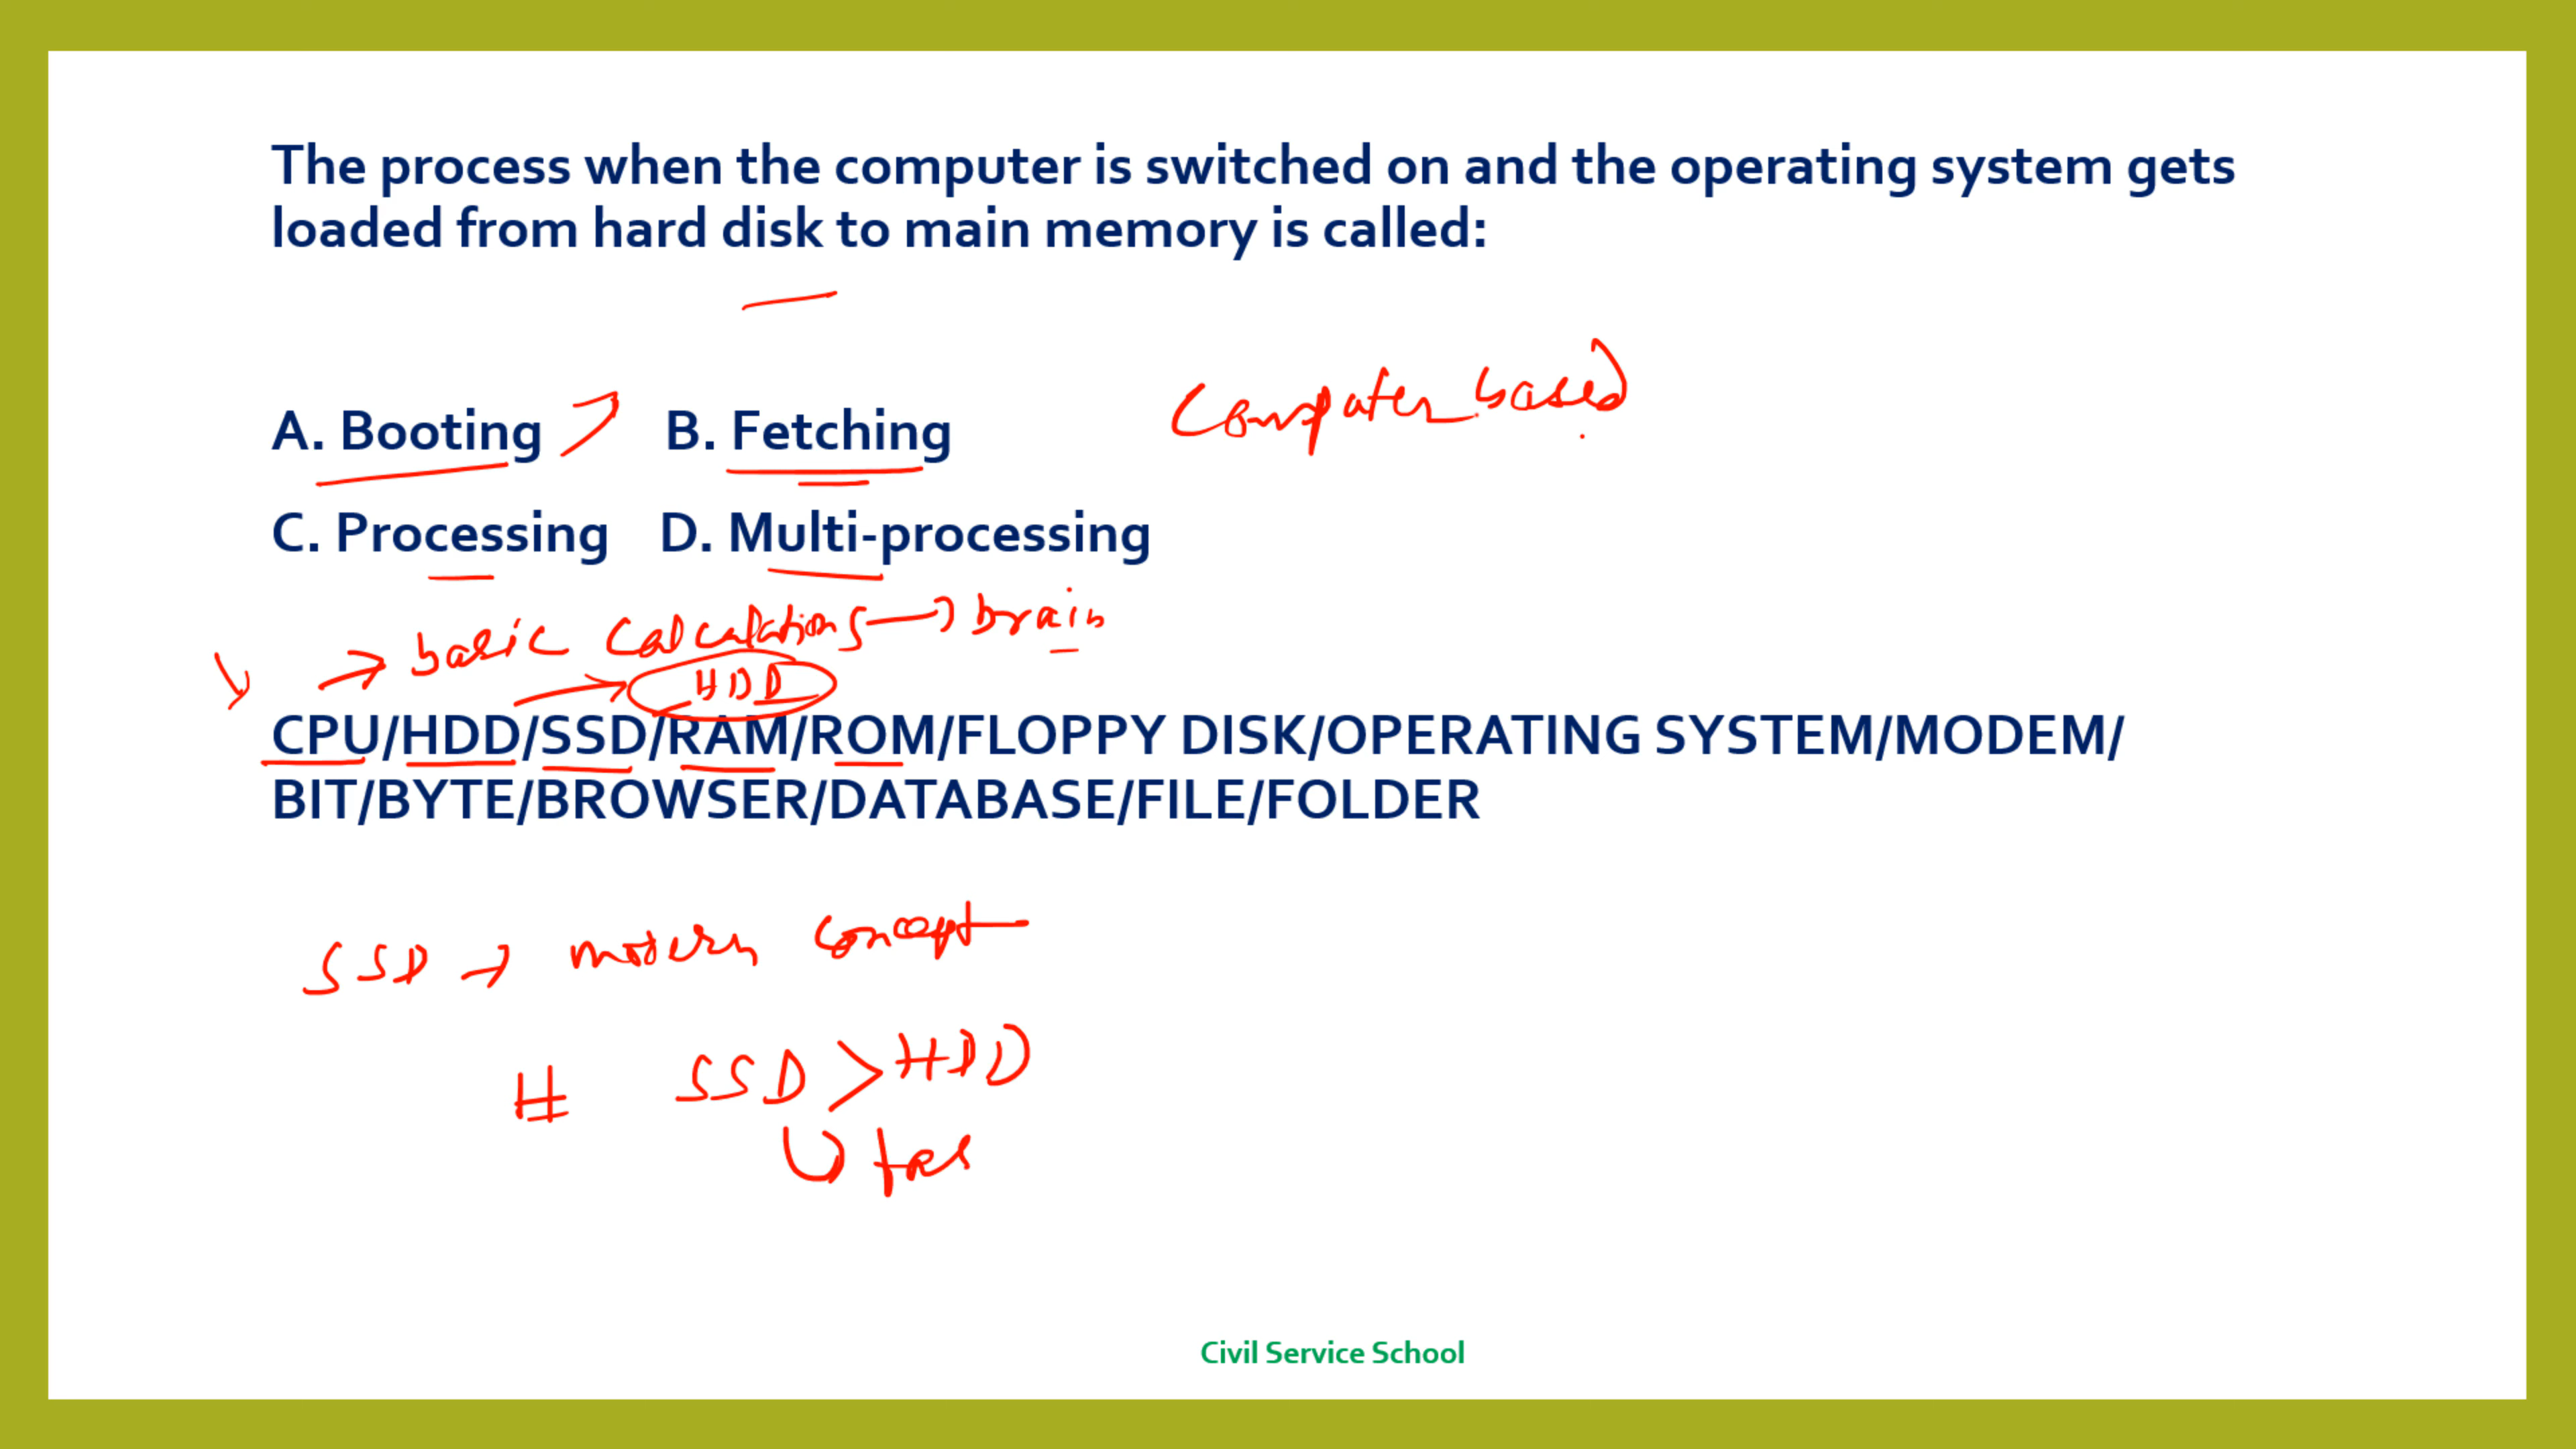 The process when the computer is switched on and the operating system gets
loaded from hard disk to main memory is called:
Computer based
A. Booting B. Fetching
C. Processing D. Multi-processing
basic calculations → brain
HDD
CPU/HDD/SSD/RAM/ROM/FLOPPY DISK/OPERATING SYSTEM/MODEM/
BIT/BYTE/BROWSER/DATABASE/FILE/FOLDER
SSD → modern concept
SSD > HDD
Civil Service School